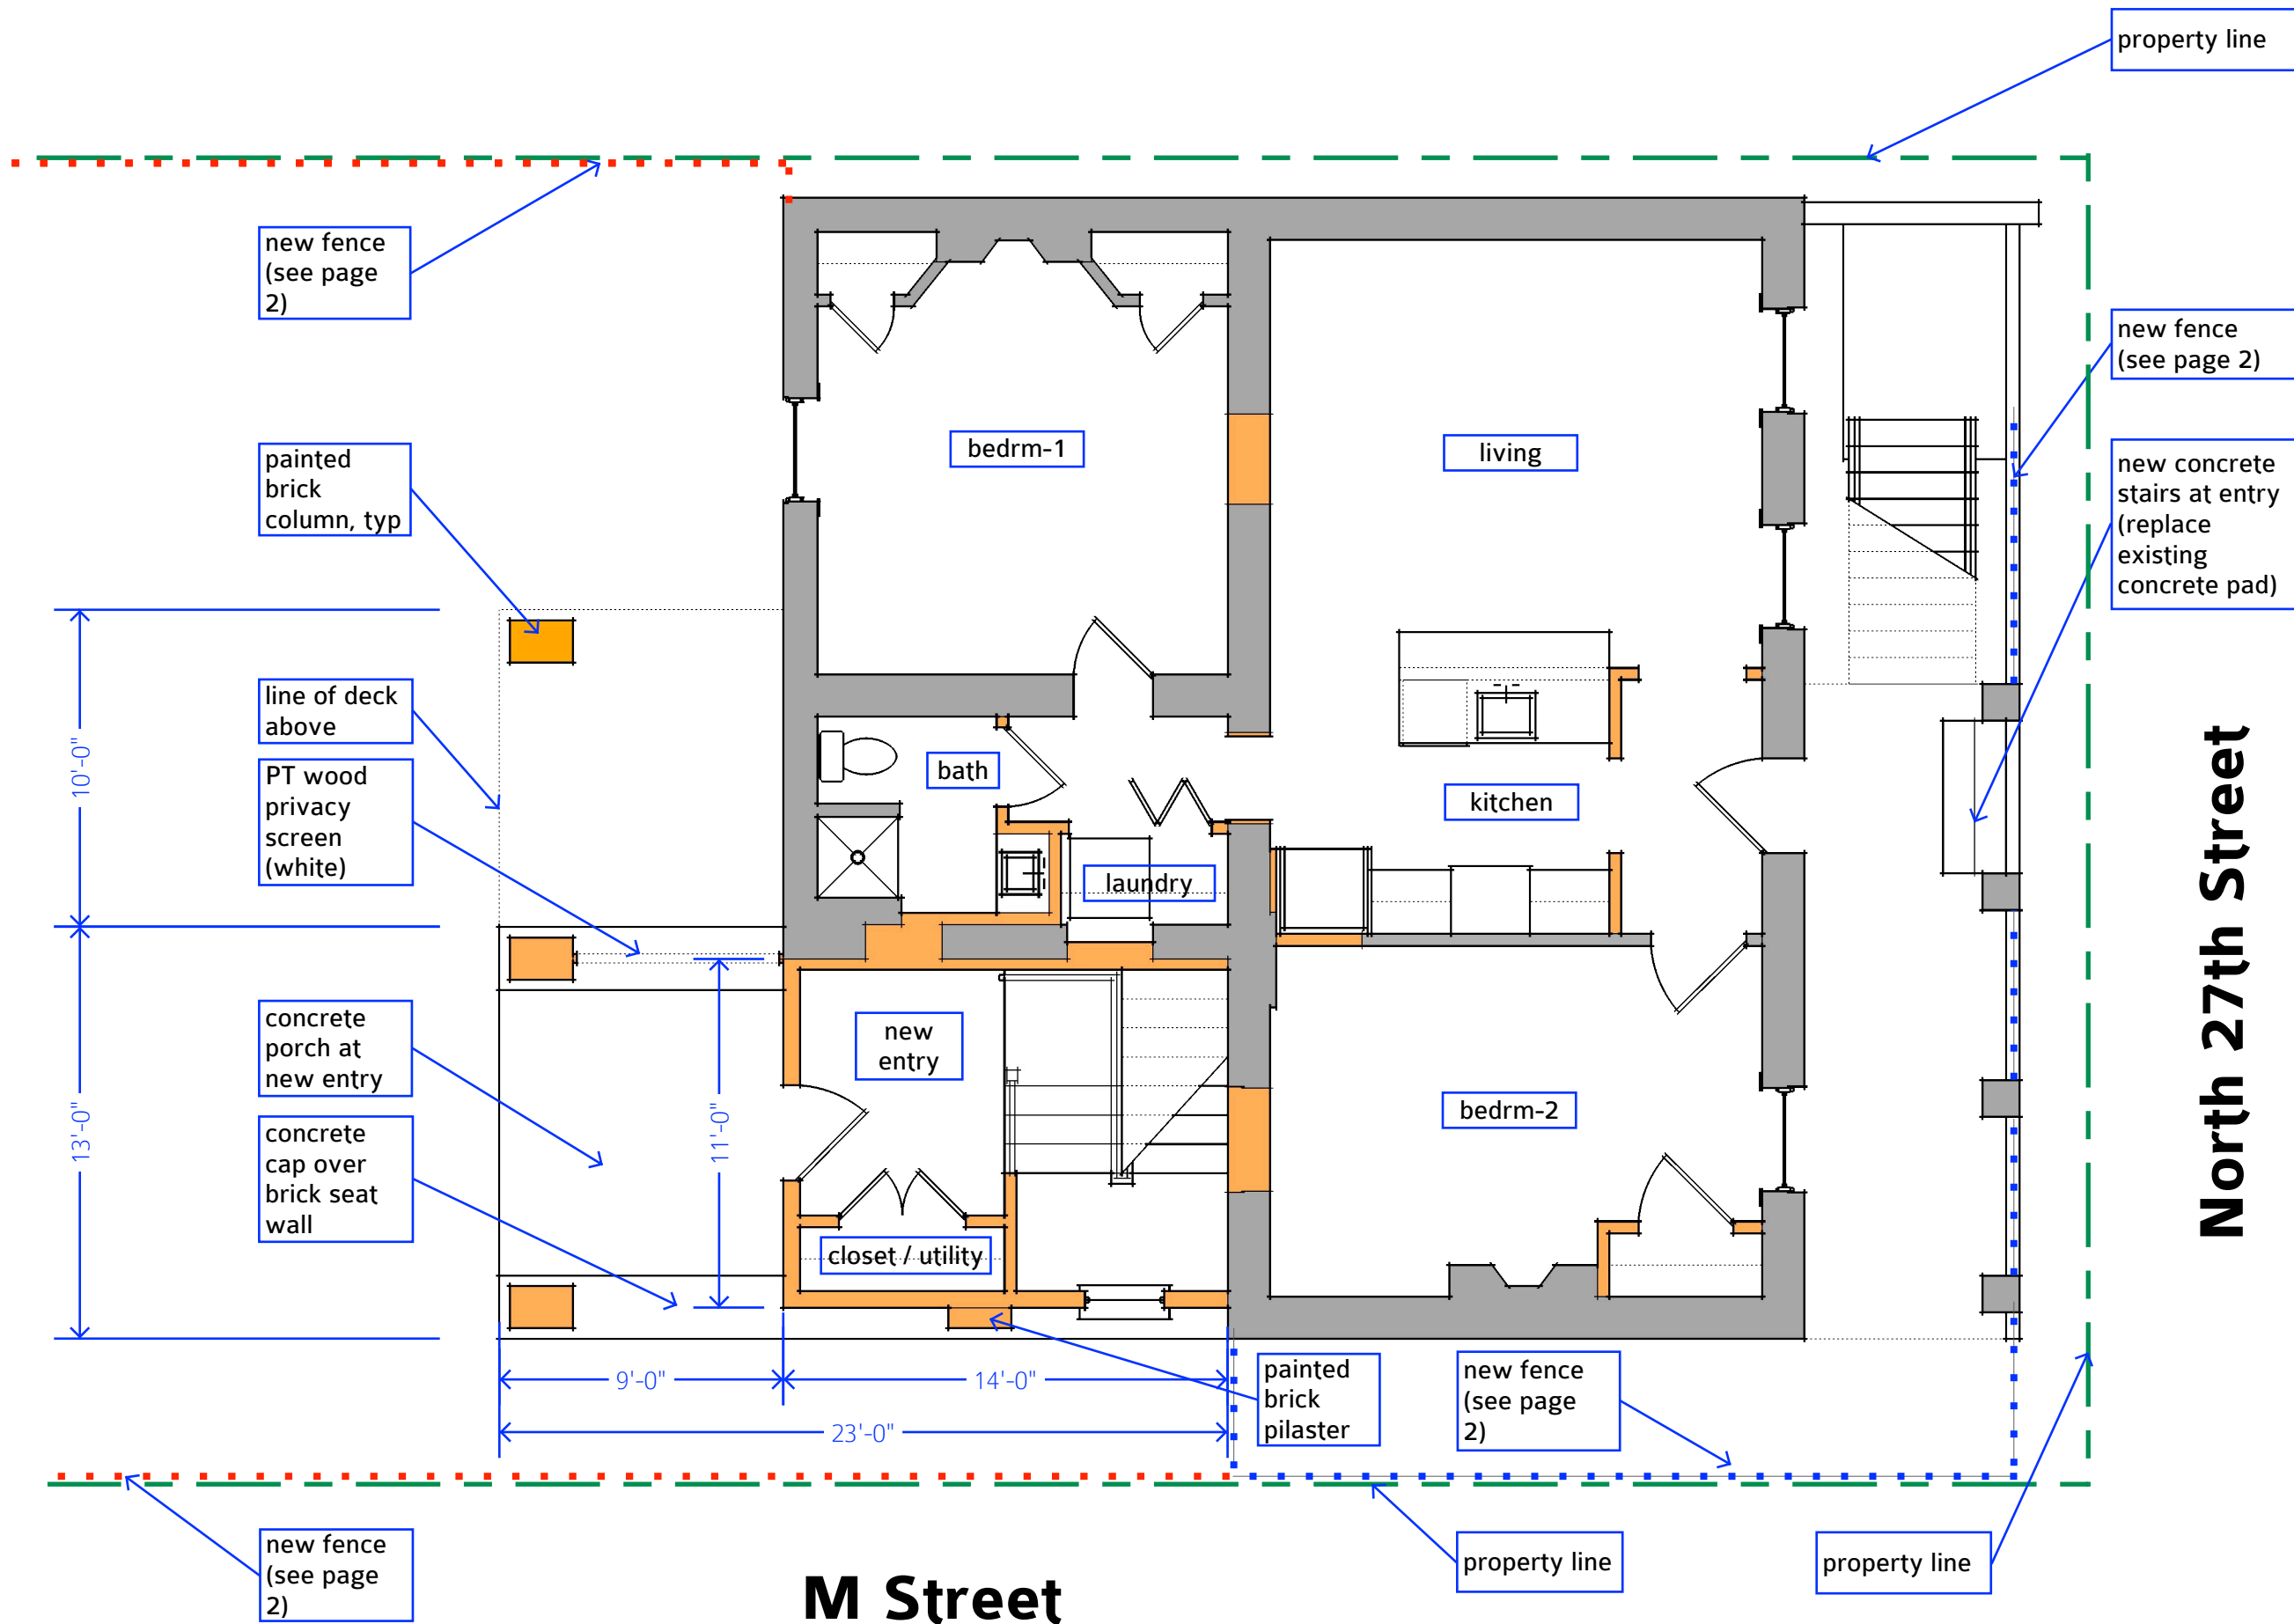 property line
new fence
(see page
2)
new fence
(see page 2)
painted
brick
column, typ
bedrm-1
living
new concrete
stairs at entry
(replace
existing
concrete pad)
line of deck
above
10'-0"
PT wood
privacy
screen
(white)
bath
kitchen
laundry
North 27th Street
concrete
porch at
new entry
new
entry
13'-0"
11'-0"
bedrm-2
concrete
cap over
brick seat
wall
closet / utility
9'-0"
14'-0"
23'-0"
painted
brick
pilaster
new fence
(see page
2)
new fence
(see page
2)
property line
property line
M Street